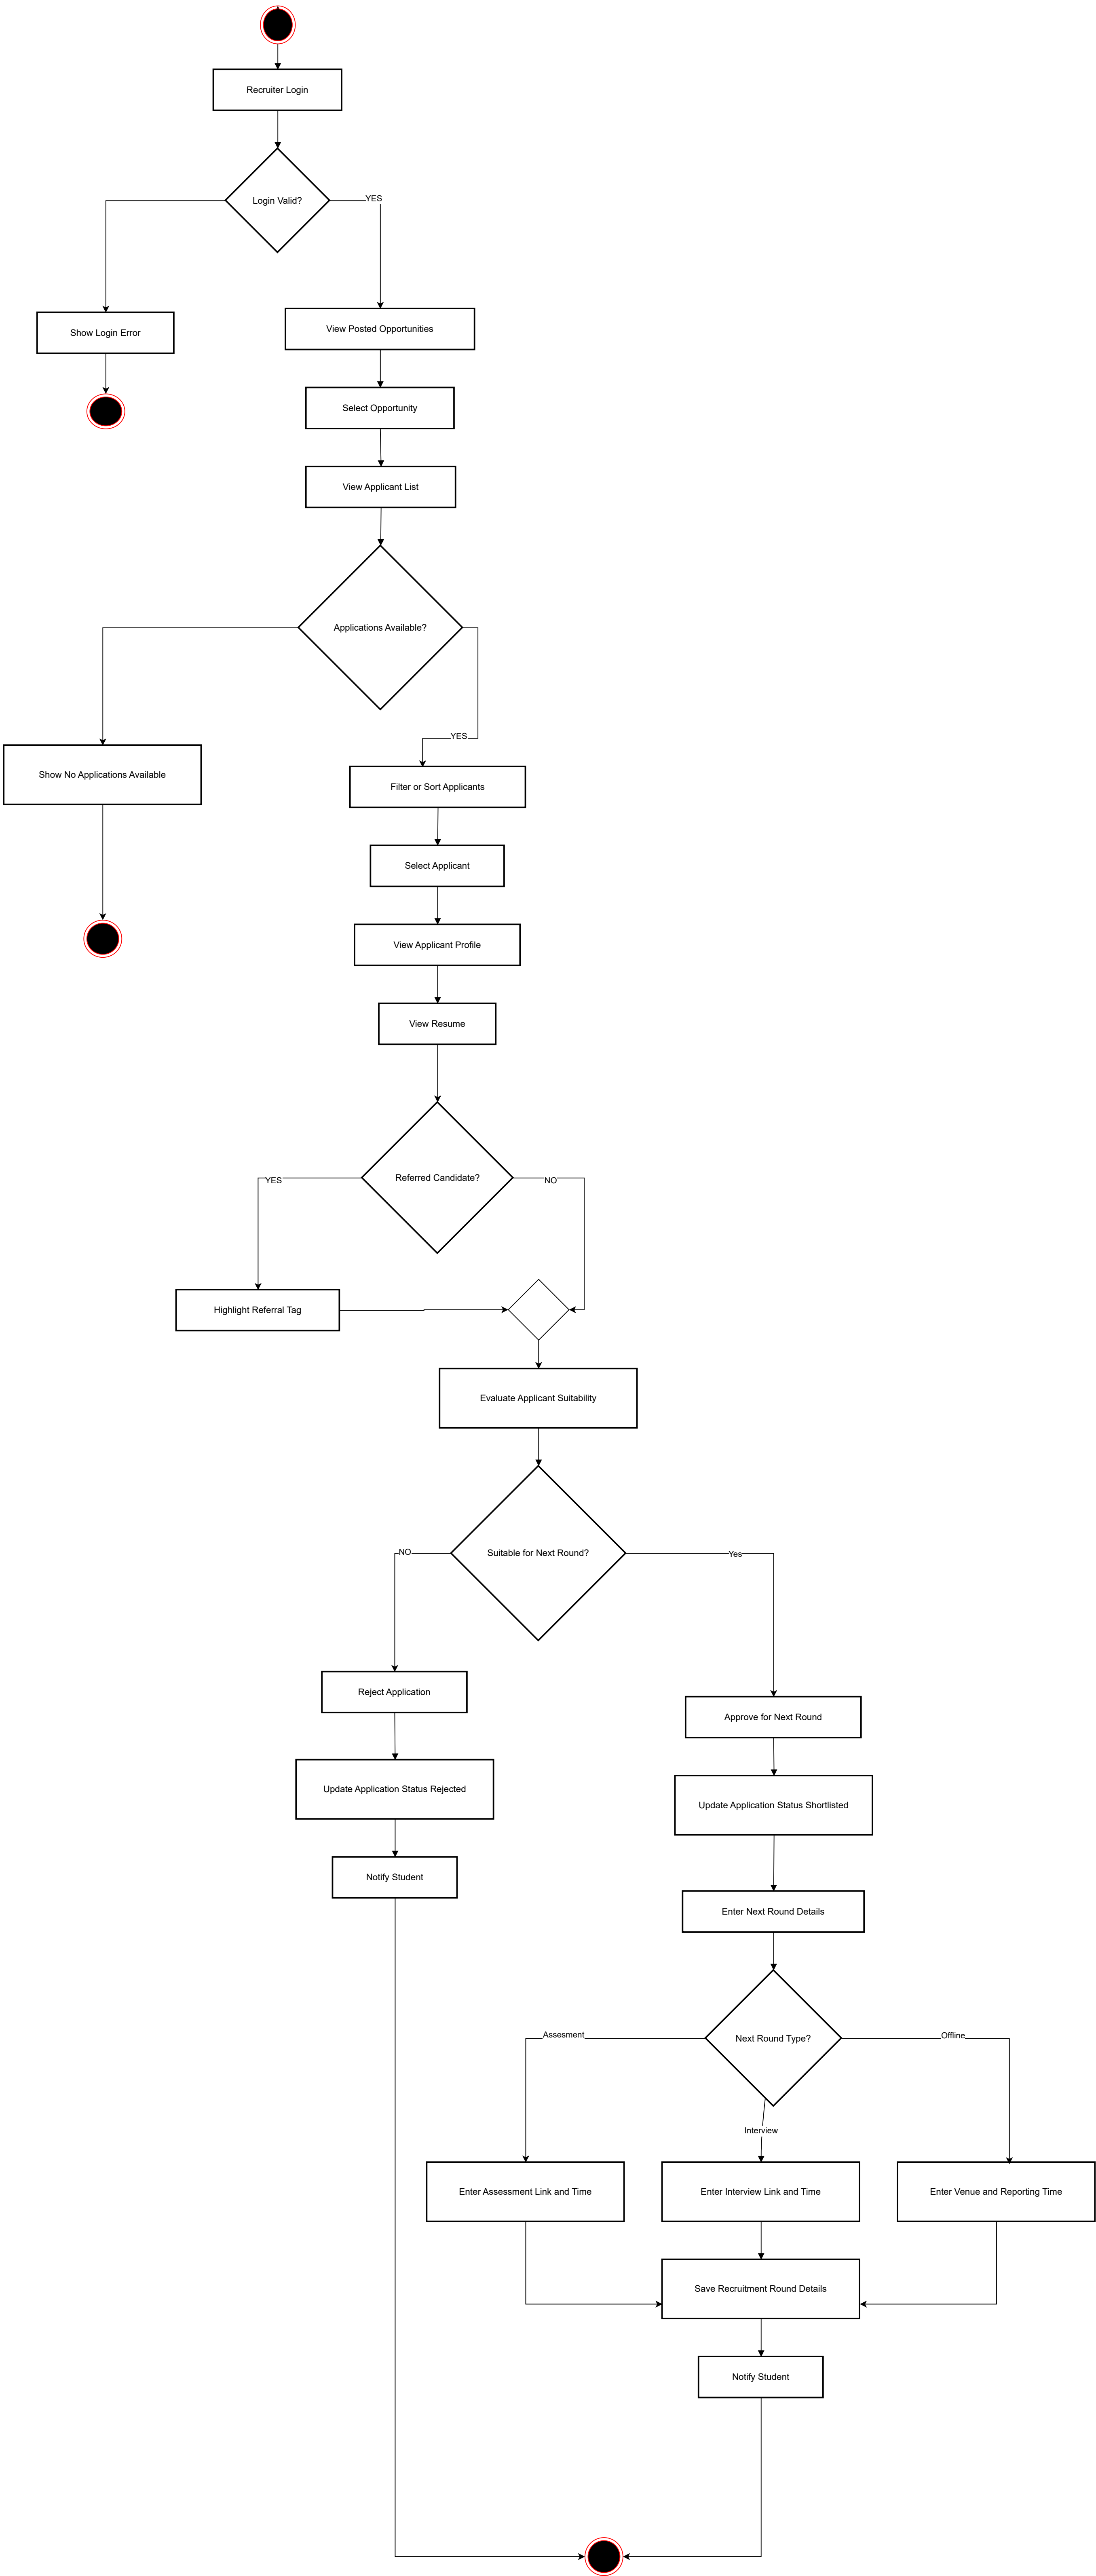 Recruiter Login
Login Valid?
YES
Show Login Error
View Posted Opportunities
Select Opportunity
View Applicant List
Applications Available?
YES
Show No Applications Available
Filter or Sort Applicants
Select Applicant
View Applicant Profile
View Resume
Referred Candidate?
YES
NO
Highlight Referral Tag
Evaluate Applicant Suitability
Suitable for Next Round?
NO
Yes
Reject Application
Approve for Next Round
Update Application Status Rejected
Update Application Status Shortlisted
Notify Student
Enter Next Round Details
Next Round Type?
Assesment
Offline
Interview
Enter Assessment Link and Time
Enter Interview Link and Time
Enter Venue and Reporting Time
Save Recruitment Round Details
Notify Student